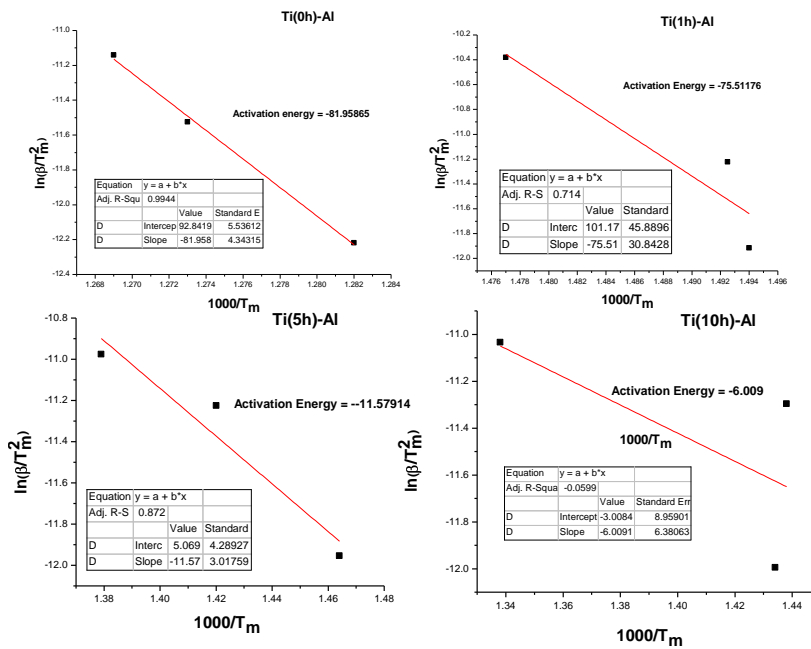 Ti(0h)-Al
-11.0
-11.2
-11.4
-11.6
-11.8
-12.0
-12.2
-12.4
ln(β/T²m)
Activation energy = -81.95865
Equation y = a + b*x
Adj. R-Squ 0.9944
Value Standard E
D Intercep 92.8419 5.53612
D Slope -81.958 4.34315
1.268 1.270 1.272 1.274 1.276 1.278 1.280 1.282 1.284
1000/Tm
Ti(1h)-Al
-10.2
-10.4
-10.6
-10.8
-11.0
-11.2
-11.4
-11.6
-11.8
-12.0
ln(β/T²m)
Activation Energy = -75.51176
Equation y = a + b*x
Adj. R-S 0.714
Value Standard
D Interc 101.17 45.8896
D Slope -75.51 30.8428
1.476 1.478 1.480 1.482 1.484 1.486 1.488 1.490 1.492 1.494 1.496
1000/Tm
Ti(5h)-Al
-10.8
-11.0
-11.2
-11.4
-11.6
-11.8
-12.0
ln(β/T²m)
Activation Energy = --11.57914
Equation y = a + b*x
Adj. R-S 0.872
Value Standard
D Interc 5.069 4.28927
D Slope -11.57 3.01759
1.38 1.40 1.42 1.44 1.46 1.48
1000/Tm
Ti(10h)-Al
-11.0
-11.2
-11.4
-11.6
-11.8
-12.0
ln(β/T²m)
Activation Energy = -6.009
1000/Tm
Equation y = a + b*x
Adj. R-Squa -0.0599
Value Standard Err
D Intercept -3.0084 8.95901
D Slope -6.0091 6.38063
1.34 1.36 1.38 1.40 1.42 1.44
1000/Tm